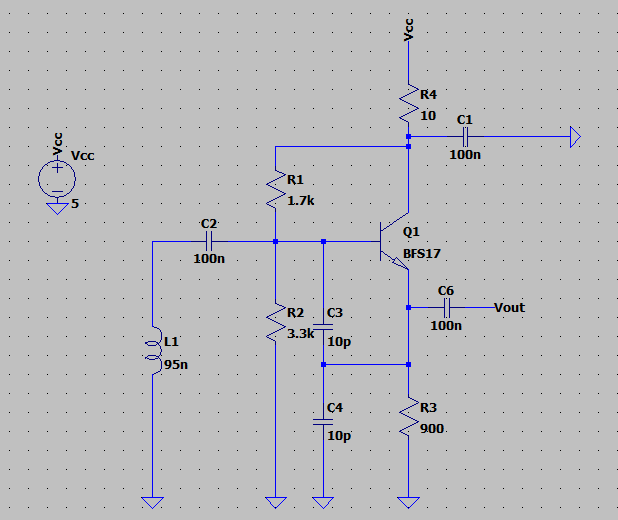 Vcc
R4
10
C1
100n
Vcc
Vcc
5
R1
1.7k
C2
100n
Q1
BFS17
C6
100n
Vout
R2
3.3k
C3
10p
L1
95n
C4
10p
R3
900